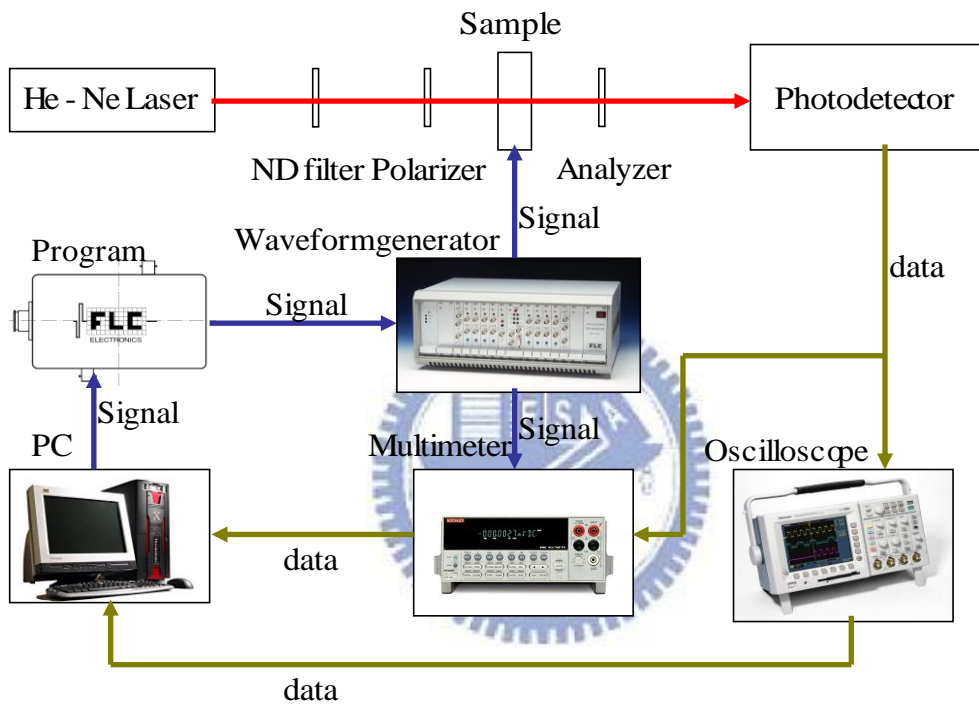 Sample
He - Ne Laser
Photodetector
ND filter Polarizer
Analyzer
Signal
Waveformgenerator
Program
data
Signal
FLC
ELECTRONICS
Signal
Signal
PC
Multimeter
Oscilloscope
data
data